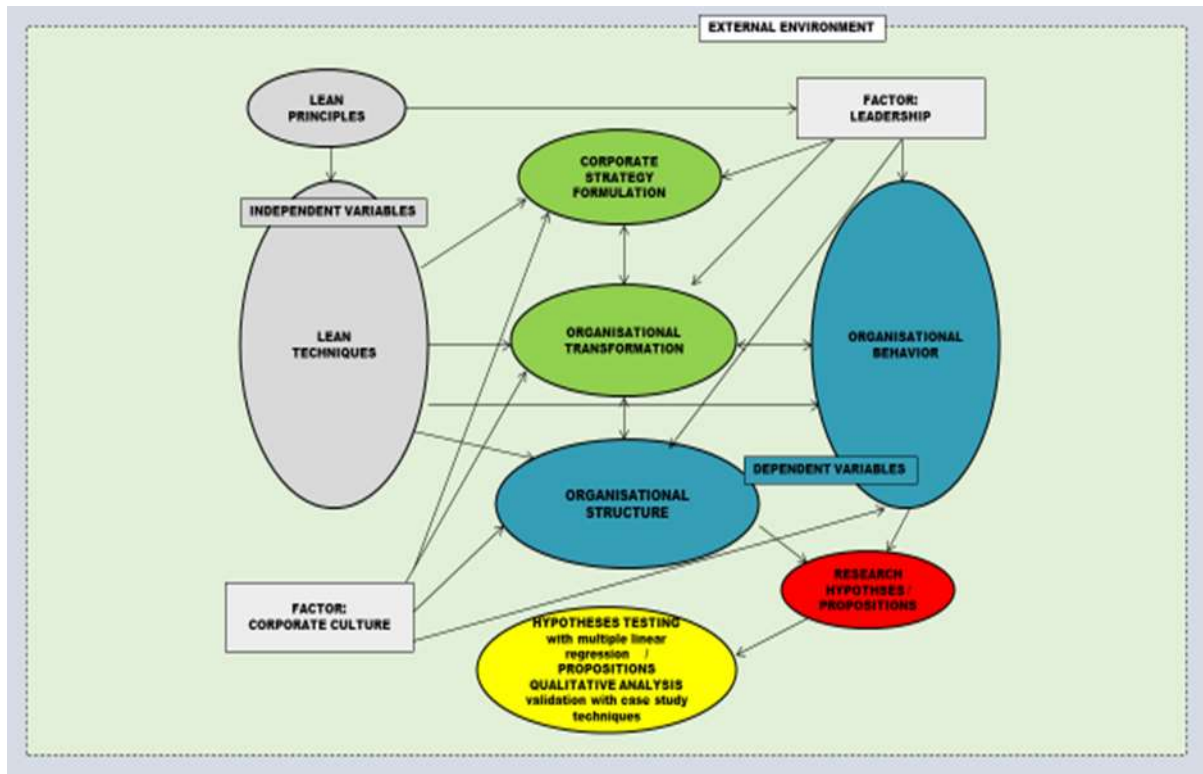 EXTERNAL ENVIRONMENT
LEAN
PRINCIPLES
FACTOR:
LEADERSHIP
CORPORATE
STRATEGY
FORMULATION
INDEPENDENT VARIABLES
LEAN
TECHNIQUES
ORGANISATIONAL
TRANSFORMATION
ORGANISATIONAL
BEHAVIOR
DEPENDENT VARIABLES
ORGANISATIONAL
STRUCTURE
RESEARCH
HYPOTHSES /
PROPOSITIONS
FACTOR:
CORPORATE CULTURE
HYPOTHESES TESTING
with multiple linear
regression /
PROPOSITIONS
QUALITATIVE ANALYSIS
validation with case study
techniques